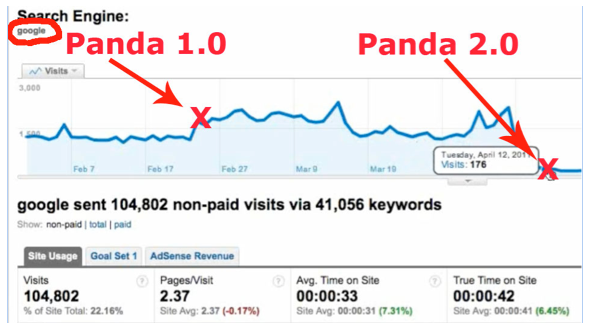 Search Engine:
google
Panda 1.0
Panda 2.0
Visits
3,000
1,500
Feb 7
Feb 17
Feb 27
Mar 9
Mar 19
Tuesday, April 12, 2011
Visits: 176
google sent 104,802 non-paid visits via 41,056 keywords
Show: non-paid | total | paid
Site Usage
Goal Set 1
AdSense Revenue
Visits
104,802
% of Site Total: 22.16%
Pages/Visit
2.37
Site Avg: 2.37 (-0.17%)
Avg. Time on Site
00:00:33
Site Avg: 00:00:31 (7.31%)
True Time on Site
00:00:42
Site Avg: 00:00:41 (6.45%)